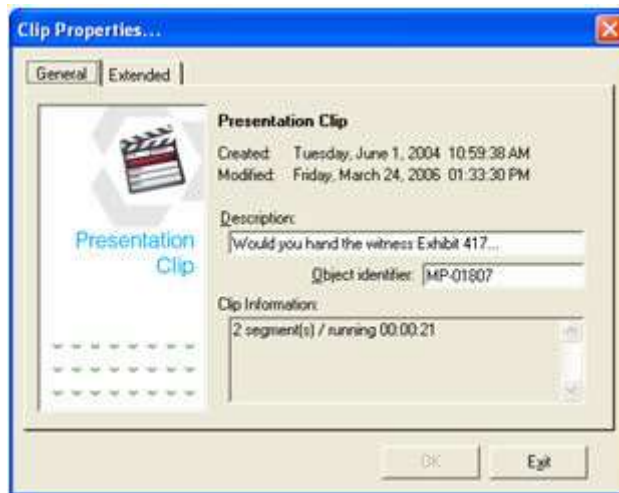 Clip Properties...
General
Extended
Presentation Clip
Created: Tuesday, June 1, 2004 10:59:38 AM
Modified: Friday, March 24, 2006 01:33:30 PM
Presentation
Clip
Description:
Would you hand the witness Exhibit 417...
Object identifier: MP-01807
Clip Information:
2 segment(s) / running 00:00:21
OK
Exit